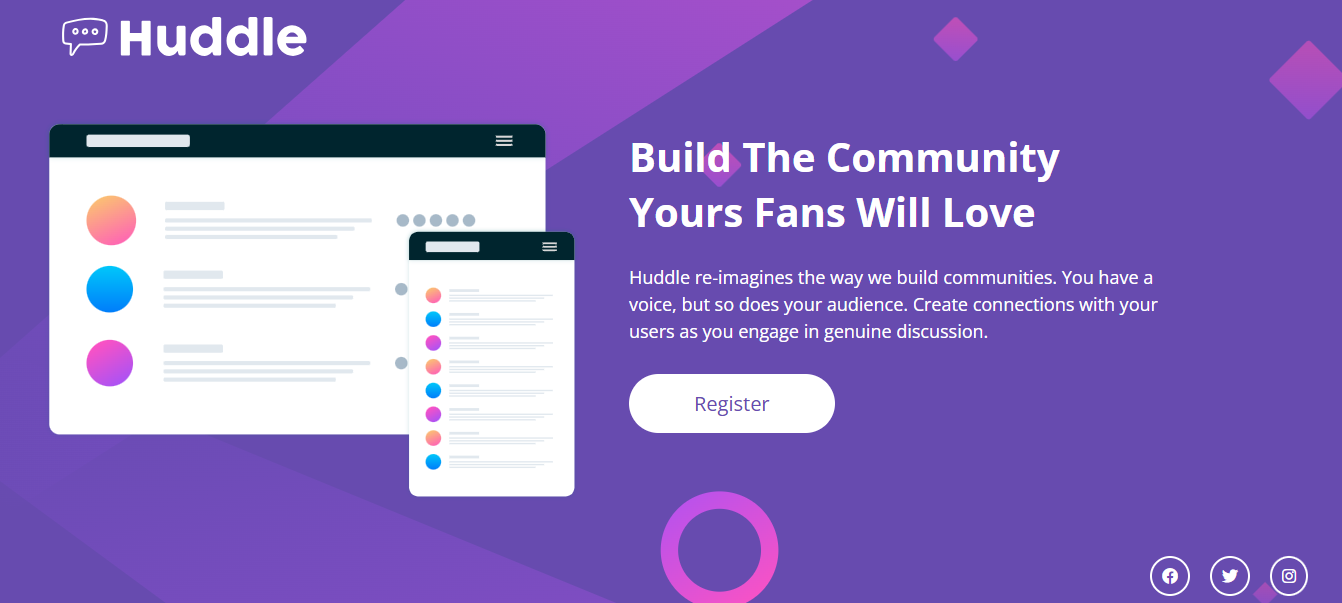 Huddle
Build The Community
Yours Fans Will Love
Huddle re-imagines the way we build communities. You have a
voice, but so does your audience. Create connections with your
users as you engage in genuine discussion.
Register